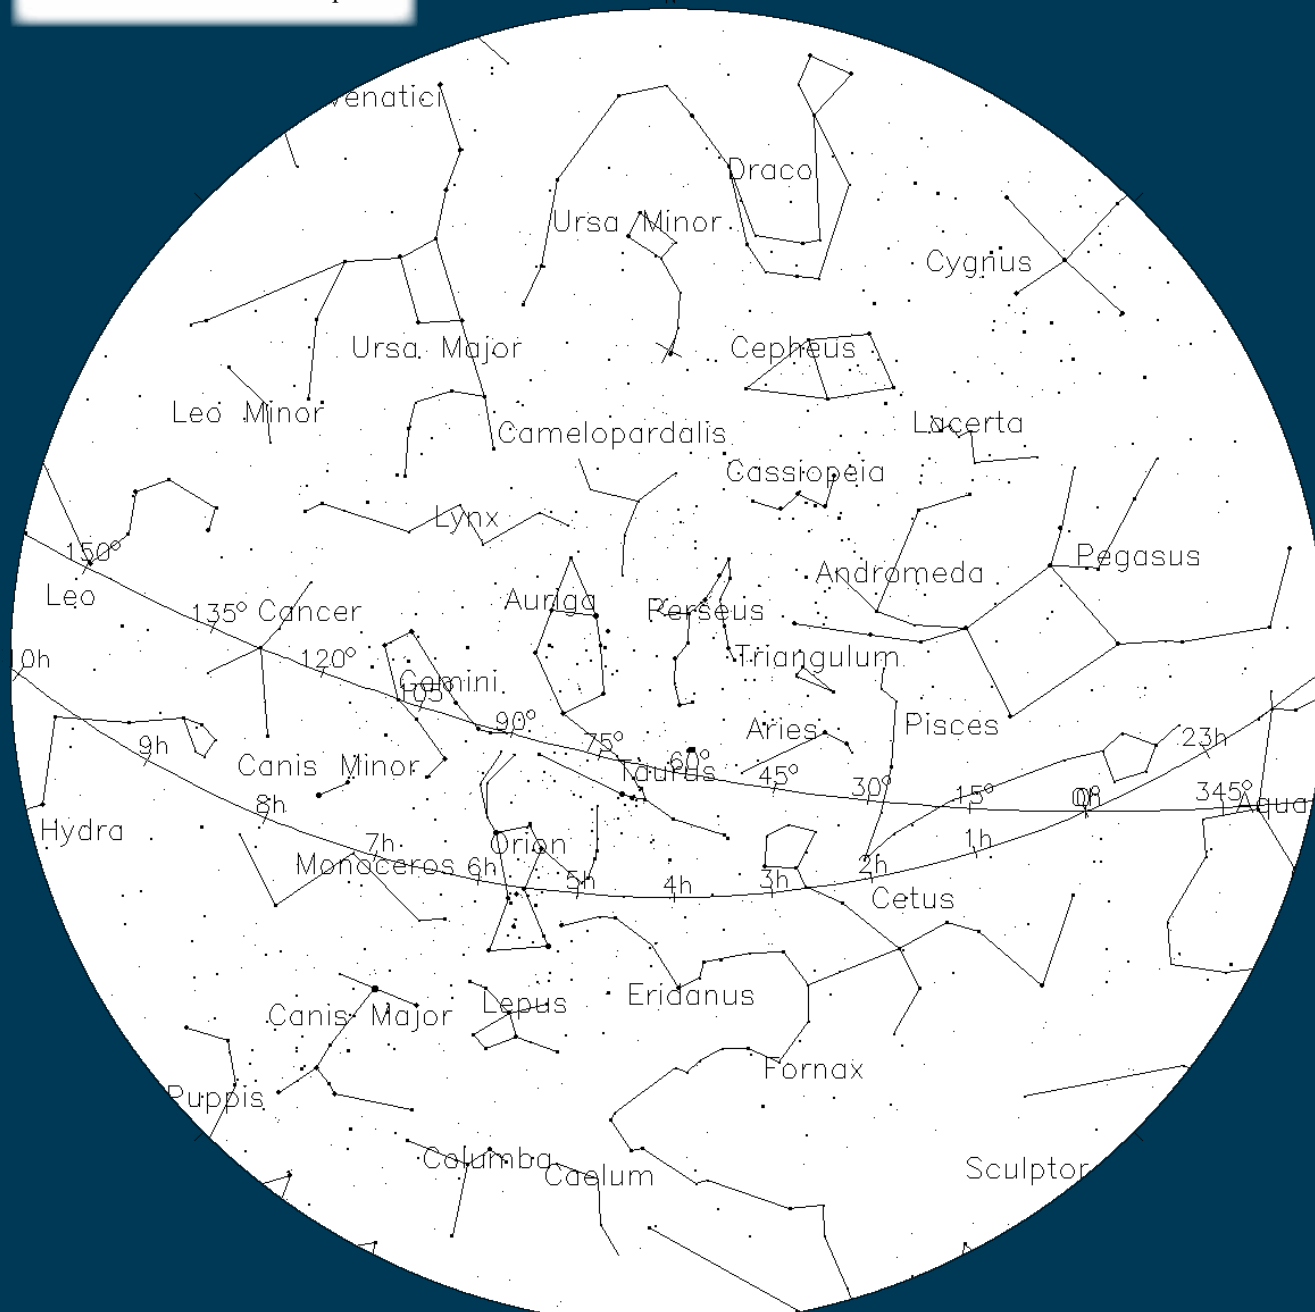 venatici
Draco
Ursa Minor
Cygnus
Ursa Major
Cepheus
Leo Minor
Lacerta
Camelopardalis
Cassiopeia
Lynx
150°
Pegasus
Andromeda
Leo
Auriga
Perseus
135° Cancer
Triangulum
10h
120°
Gemini
105°
90°
Aries
Pisces
75°
23h
9h
60°
Canis Minor
Taurus
45°
30°
15°
0°
345°
Aqua
8h
Hydra
1h
7h
Orion
Monoceros
6h
5h
4h
3h
2h
Cetus
Eridanus
Lepus
Canis Major
Fornax
Puppis
Columba
Caelum
Sculptor